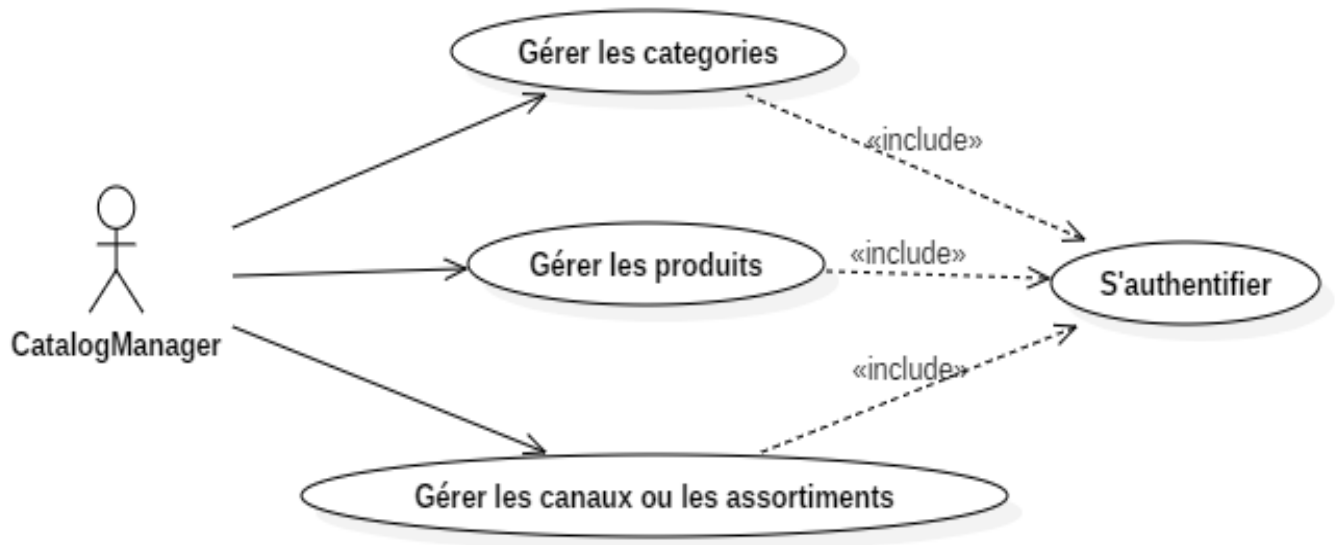 Gérer les categories
«include»
Gérer les produits
«include»
S'authentifier
CatalogManager
«include»
Gérer les canaux ou les assortiments